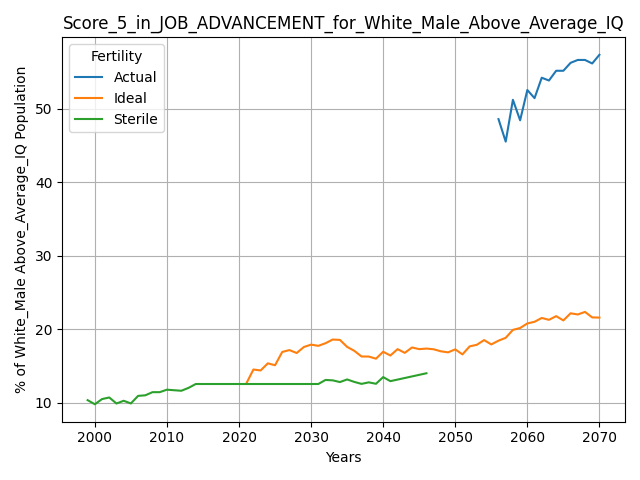 Score_5_in_JOB_ADVANCEMENT_for_White_Male_Above_Average_IQ
Fertility
Actual
Ideal
Sterile
% of White_Male Above_Average_IQ Population
50
40
30
20
10
2000 2010 2020 2030 2040 2050 2060 2070
Years